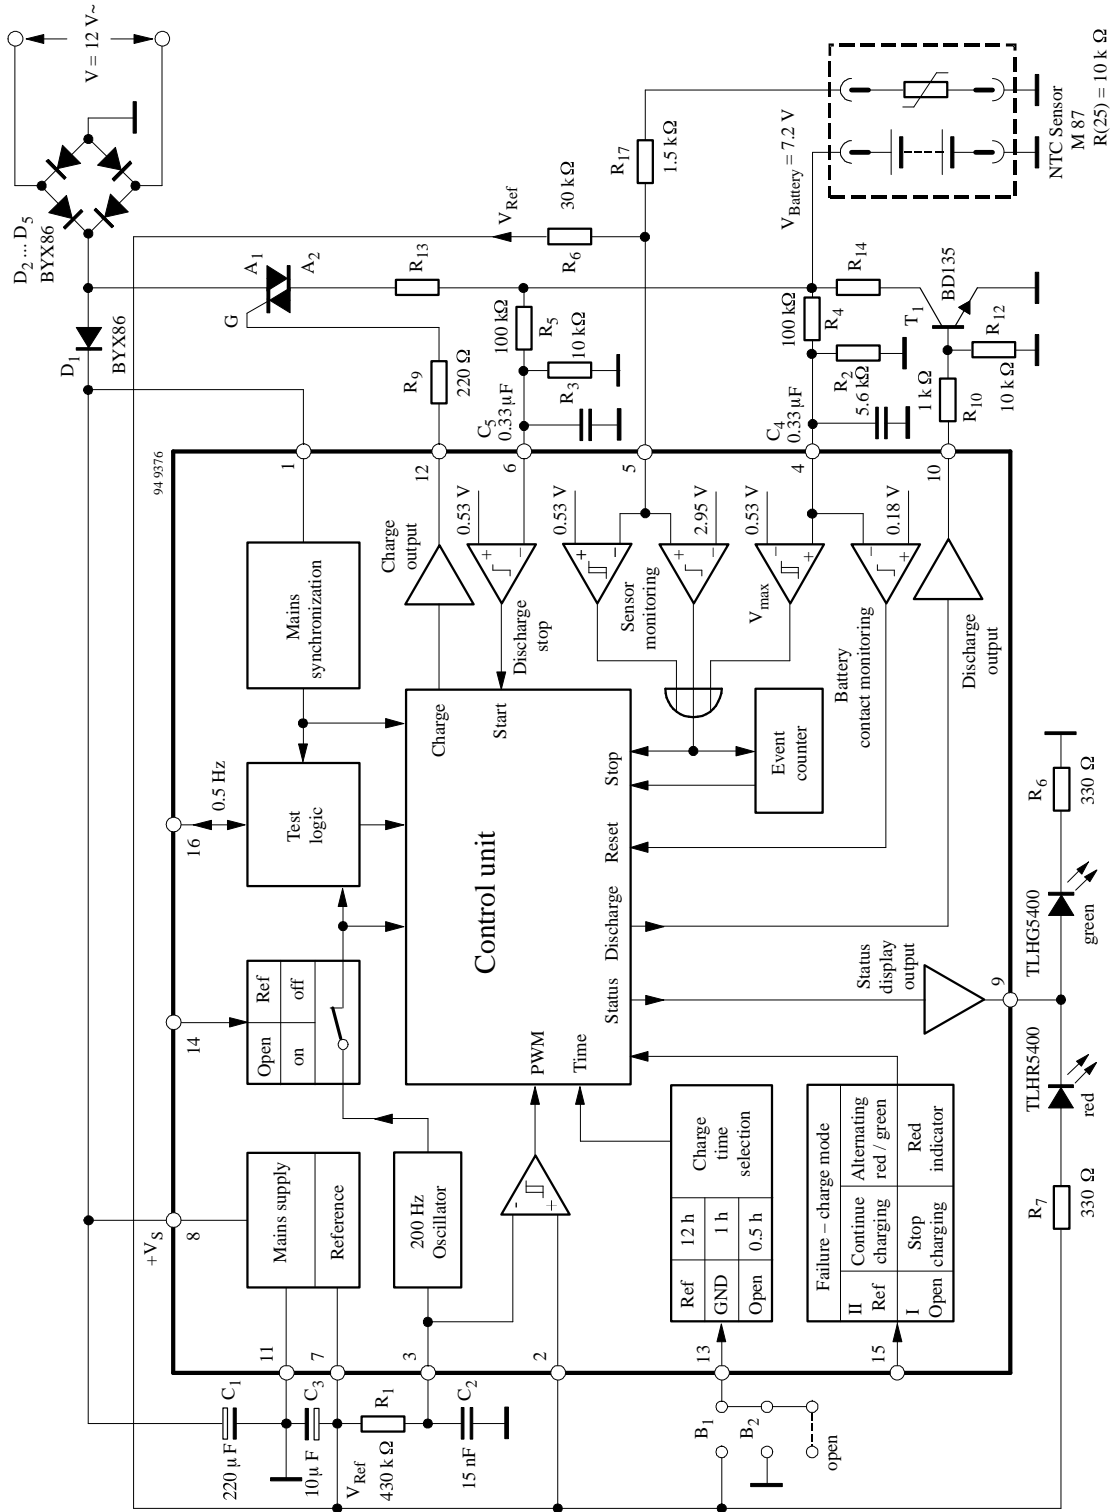 94 9376
V = 12 V~
D2 ... D5
BYX86
D1
BYX86
A1
A2
G
R13
R9
220 Ω
VRef
30 kΩ
R6
R17
1.5 kΩ
100 kΩ
R5
10 kΩ
R3
C5
0.33 µF
VBattery = 7.2 V
100 kΩ
R4
R14
R2
5.6 kΩ
C4
0.33 µF
T1
BD135
R12
10 kΩ
1 kΩ
R10
NTC Sensor
M 87
R(25) = 10 k Ω
1
12
6
5
4
10
Mains
synchronization
Charge
output
0.53 V
+
–
Discharge
stop
0.53 V
+
–
Sensor
monitoring
2.95 V
+
–
0.53 V
Vmax
–
+
0.18 V
–
+
Battery
contact monitoring
Discharge
output
16
0.5 Hz
Test
logic
Charge
Start
Stop
Reset
Discharge
Status
PWM
Time
Control unit
Event
counter
14
Open
Ref
on
off
Status
display
output
9
+VS
8
Mains supply
Reference
200 Hz
Oscillator
-
+
Charge
time
selection
Ref
12 h
GND
1 h
Open
0.5 h
Failure – charge mode
II
Ref
Continue
charging
Alternating
red / green
I
Open
Stop
charging
Red
indicator
11
7
3
2
13
15
220 µ F
C1
10 µ F
C3
VRef
R1
430 k Ω
C2
15 nF
B1
B2
open
R7
330 Ω
TLHR5400
red
TLHG5400
green
R6
330 Ω